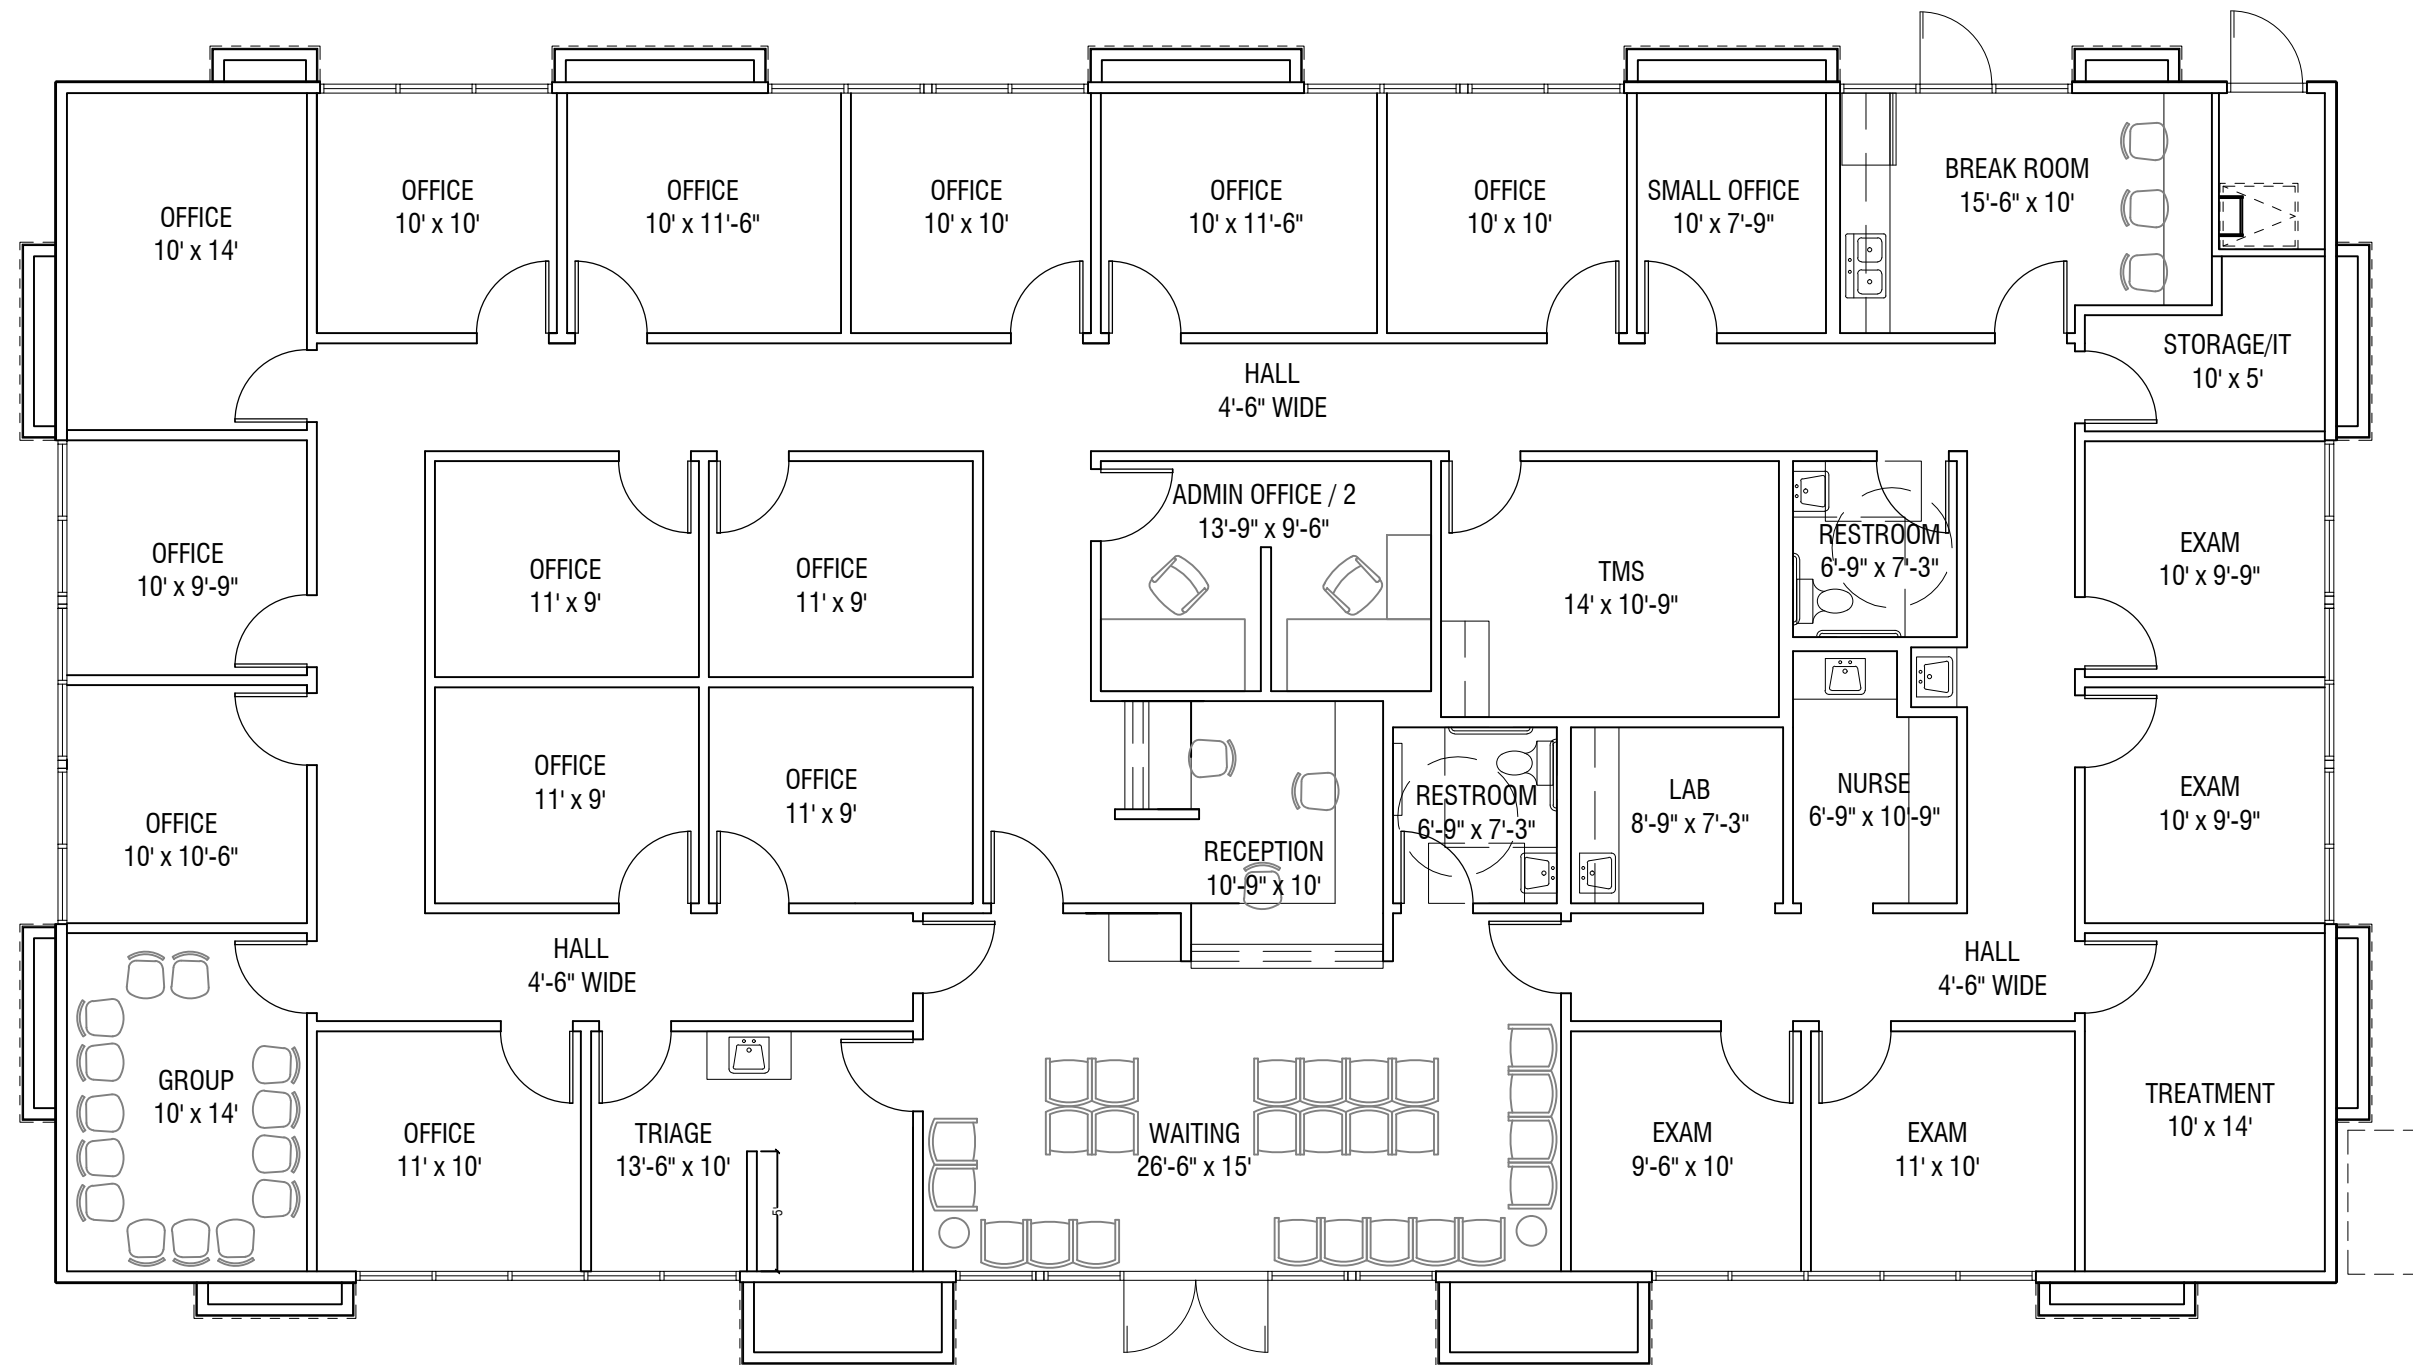 OFFICE
10' x 14'
OFFICE
10' x 10'
OFFICE
10' x 11'-6"
OFFICE
10' x 10'
OFFICE
10' x 11'-6"
OFFICE
10' x 10'
SMALL OFFICE
10' x 7'-9"
BREAK ROOM
15'-6" x 10'
STORAGE/IT
10' x 5'
HALL
4'-6" WIDE
OFFICE
10' x 9'-9"
OFFICE
11' x 9'
OFFICE
11' x 9'
ADMIN OFFICE / 2
13'-9" x 9'-6"
TMS
14' x 10'-9"
RESTROOM
6'-9" x 7'-3"
EXAM
10' x 9'-9"
OFFICE
10' x 10'-6"
OFFICE
11' x 9'
OFFICE
11' x 9'
RECEPTION
10'-9" x 10'
RESTROOM
6'-9" x 7'-3"
LAB
8'-9" x 7'-3"
NURSE
6'-9" x 10'-9"
EXAM
10' x 9'-9"
HALL
4'-6" WIDE
HALL
4'-6" WIDE
GROUP
10' x 14'
OFFICE
11' x 10'
TRIAGE
13'-6" x 10'
5'
WAITING
26'-6" x 15'
EXAM
9'-6" x 10'
EXAM
11' x 10'
TREATMENT
10' x 14'